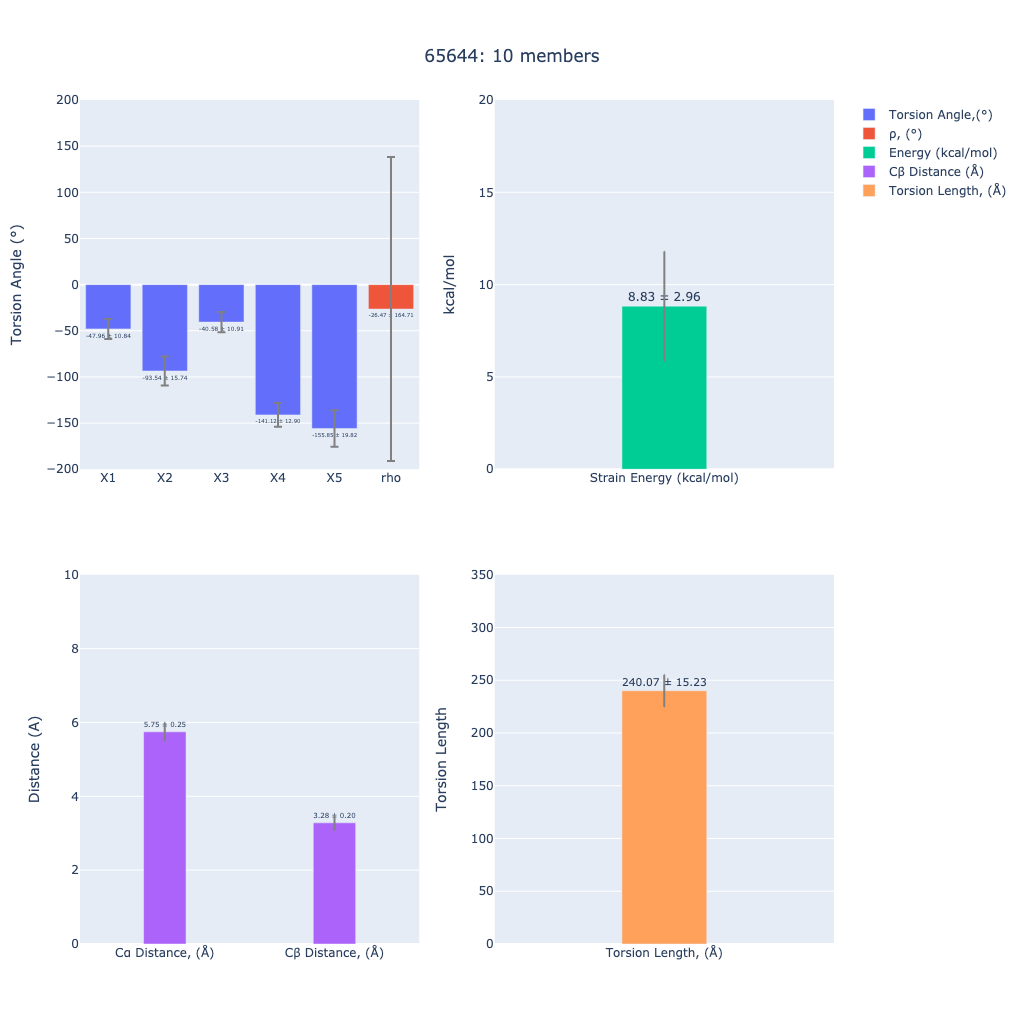 65644: 10 members
Torsion Angle (°)
200
150
100
50
0
−50
−100
−150
−200
-47.96 ± 10.84
-93.54 ± 15.74
-40.58 ± 10.91
-141.12 ± 12.90
-155.65 ± 19.82
-26.47 ± 164.71
X1 X2 X3 X4 X5 rho
kcal/mol
20
15
10
5
0
8.83 ± 2.96
Strain Energy (kcal/mol)
Torsion Angle,(°)
ρ, (°)
Energy (kcal/mol)
Cβ Distance (Å)
Torsion Length, (Å)
Distance (A)
10
8
6
4
2
0
5.75 ± 0.25
3.28 ± 0.20
Cα Distance, (Å) Cβ Distance, (Å)
Torsion Length
350
300
250
200
150
100
50
0
240.07 ± 15.23
Torsion Length, (Å)